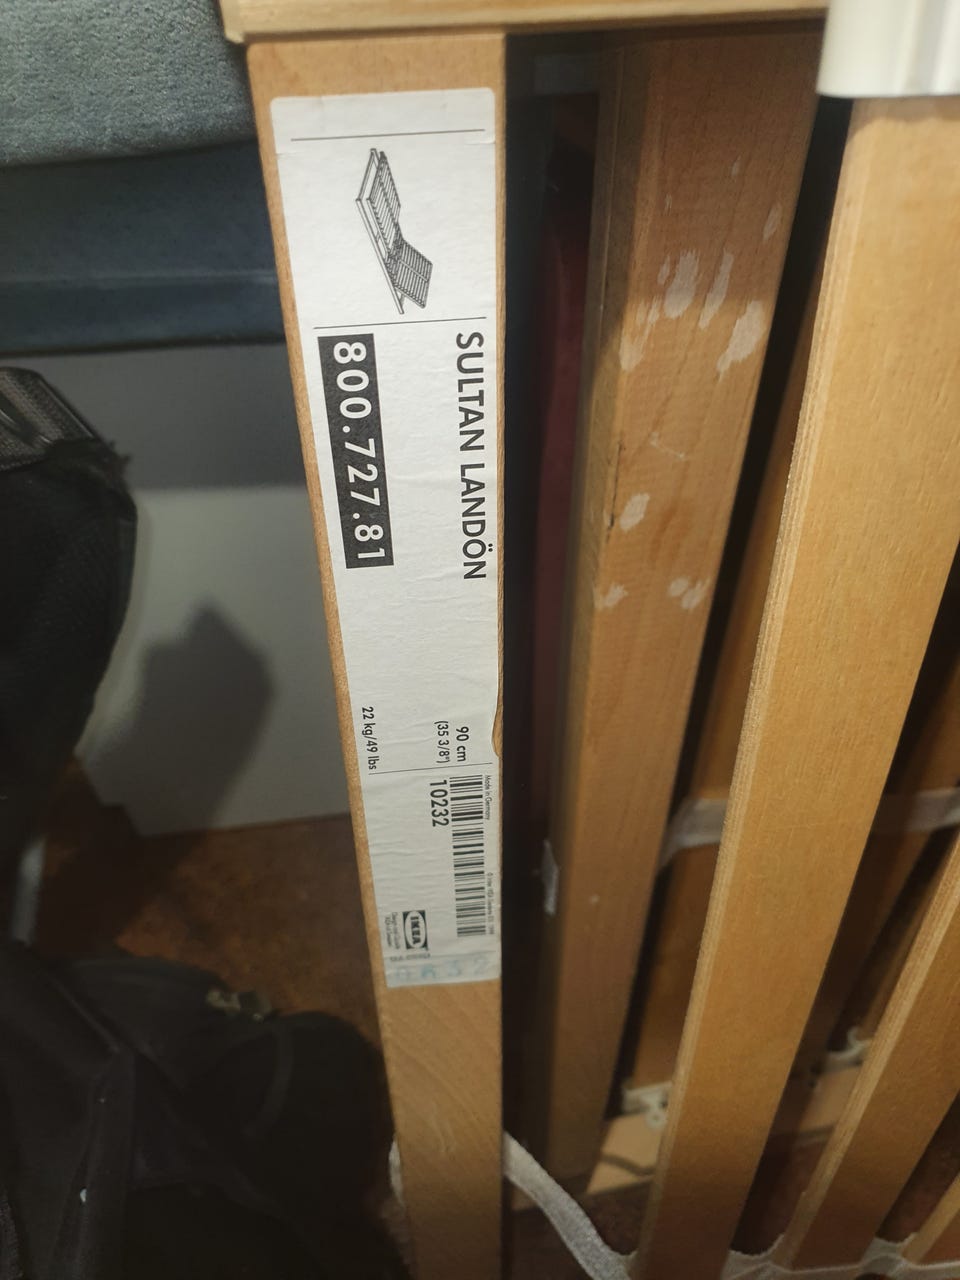 SULTAN LANDÖN
800.727.81
90 cm
(35 3/8")
22 kg/49 lbs
Made in Germany
10232
IKEA